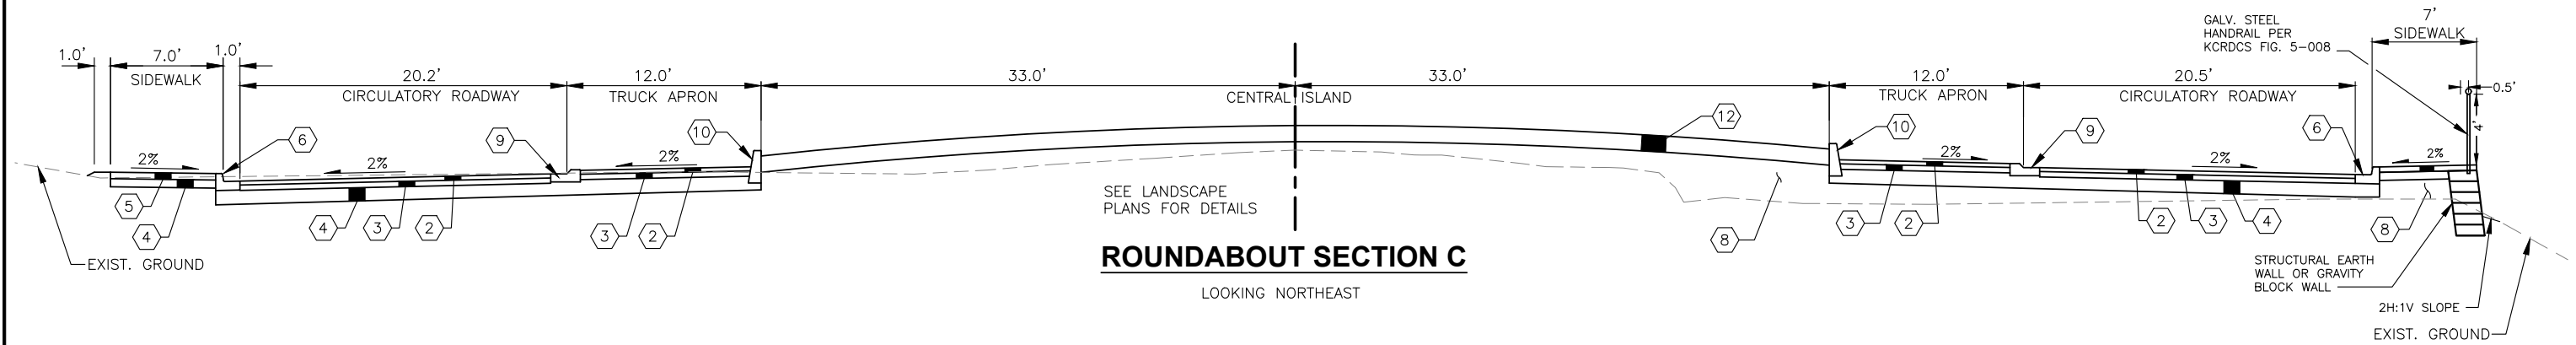 1.0'
7.0'
1.0'
SIDEWALK
20.2'
CIRCULATORY ROADWAY
12.0'
TRUCK APRON
33.0'
33.0'
CENTRAL ISLAND
12.0'
TRUCK APRON
20.5'
CIRCULATORY ROADWAY
GALV. STEEL
HANDRAIL PER
KCRDCS FIG. 5-008
7'
SIDEWALK
0.5'
4'
2%
6
2%
9
2%
10
12
10
2%
9
2%
6
2%
5
4
4
3
2
3
2
8
3
2
2
3
4
8
EXIST. GROUND
SEE LANDSCAPE
PLANS FOR DETAILS
ROUNDABOUT SECTION C
LOOKING NORTHEAST
STRUCTURAL EARTH
WALL OR GRAVITY
BLOCK WALL
2H:1V SLOPE
EXIST. GROUND